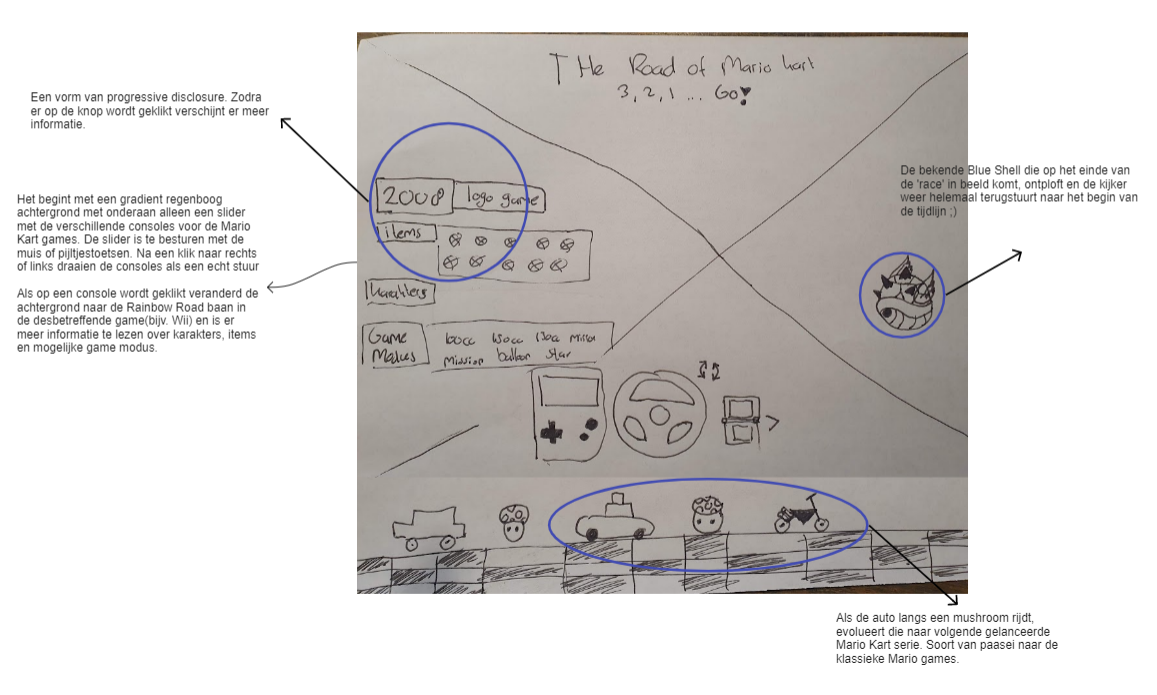 THe Road of Mario kart
3, 2, 1 ... Go!
Een vorm van progressive disclosure. Zodra
er op de knop wordt geklikt verschijnt er meer
informatie.
De bekende Blue Shell die op het einde van
de 'race' in beeld komt, ontploft en de kijker
weer helemaal terugstuurt naar het begin van
de tijdlijn ;)
Het begint met een gradient regenboog
achtergrond met onderaan alleen een slider
met de verschillende consoles voor de Mario
Kart games. De slider is te besturen met de
muis of pijltjestoetsen. Na een klik naar rechts
of links draaien de consoles als een echt stuur
Als op een console wordt geklikt veranderd de
achtergrond naar de Rainbow Road baan in
de desbetreffende game(bijv. Wii) en is er
meer informatie te lezen over karakters, items
en mogelijke game modus.
2008 logo game
items
karakters
Game 100cc 150cc Mirror
Modus Mission balloon star
Als de auto langs een mushroom rijdt,
evolueert die naar volgende gelanceerde
Mario Kart serie. Soort van paasei naar de
klassieke Mario games.